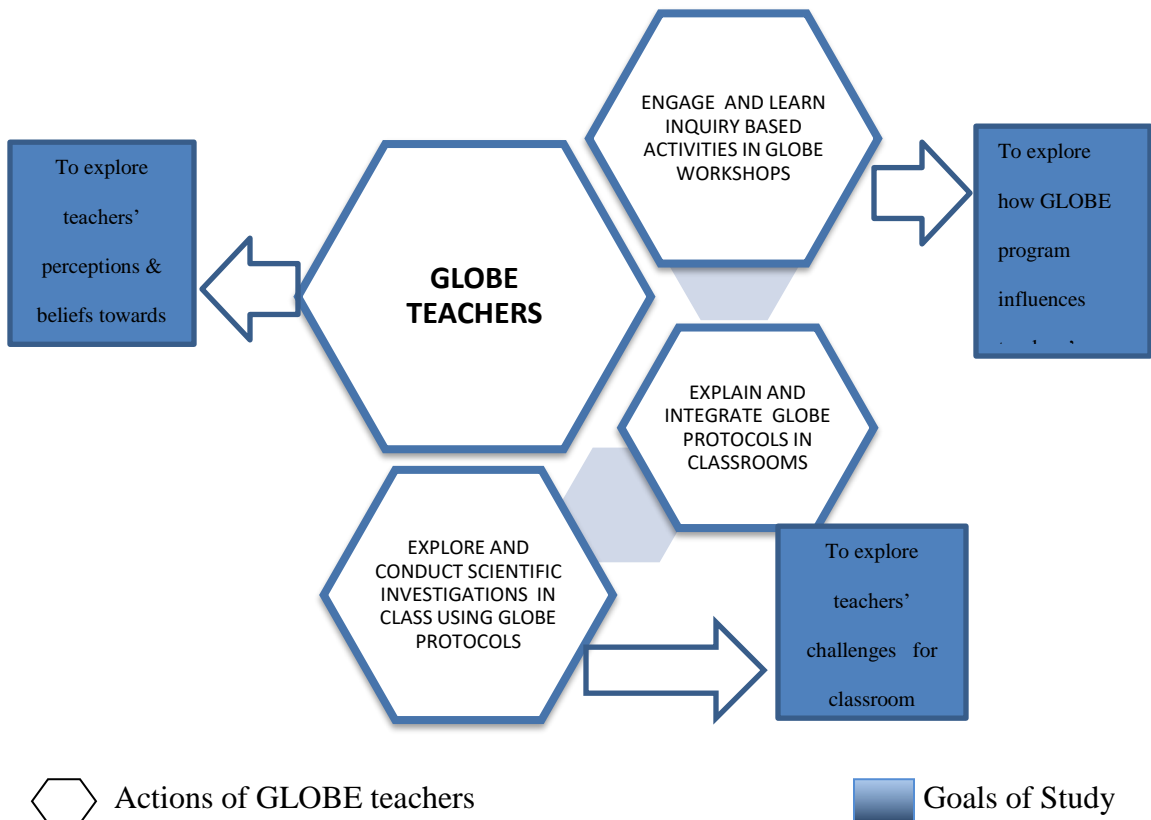 ENGAGE AND LEARN
INQUIRY BASED
ACTIVITIES IN GLOBE
WORKSHOPS
To explore
teachers’
perceptions &
beliefs towards
GLOBE
TEACHERS
To explore
how GLOBE
program
influences
EXPLAIN AND
INTEGRATE GLOBE
PROTOCOLS IN
CLASSROOMS
EXPLORE AND
CONDUCT SCIENTIFIC
INVESTIGATIONS IN
CLASS USING GLOBE
PROTOCOLS
To explore
teachers’
challenges for
classroom
Actions of GLOBE teachers
Goals of Study